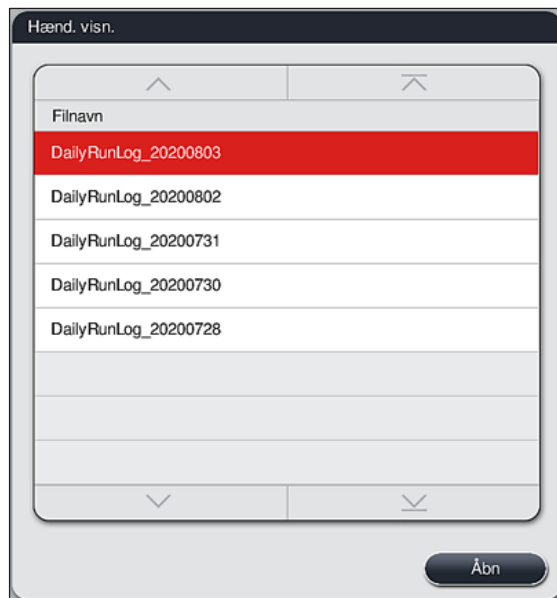 Hænd. visn.
Filnavn
DailyRunLog_20200803
DailyRunLog_20200802
DailyRunLog_20200731
DailyRunLog_20200730
DailyRunLog_20200728
Åbn